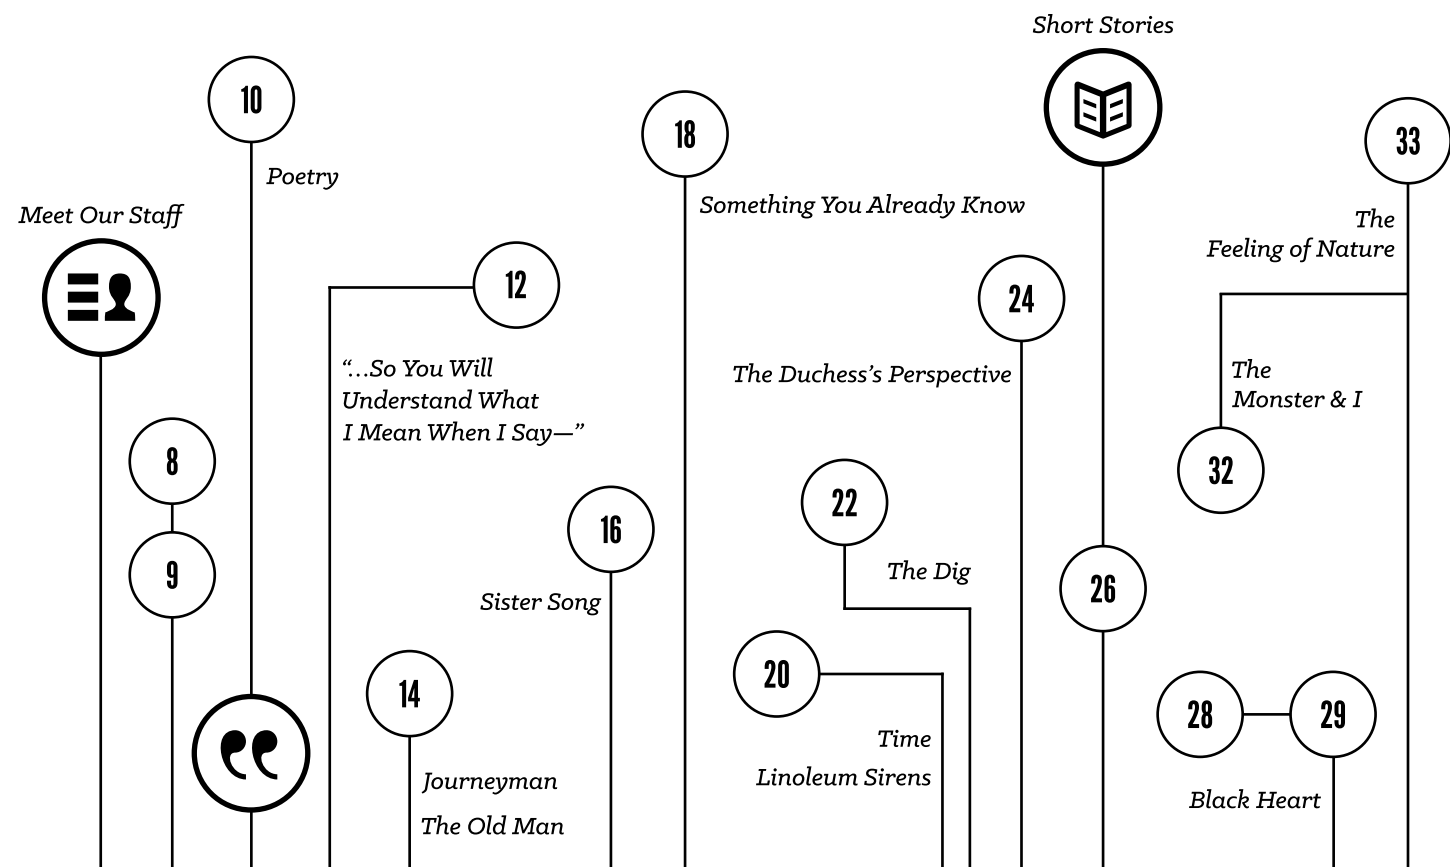 Short Stories
10
18
33
Poetry
Meet Our Staff
Something You Already Know
The
Feeling of Nature
12
24
“…So You Will
Understand What
I Mean When I Say—”
The Duchess’s Perspective
The
Monster & I
8
32
22
16
9
The Dig
26
Sister Song
20
14
28
29
Time
Linoleum Sirens
Journeyman
The Old Man
Black Heart